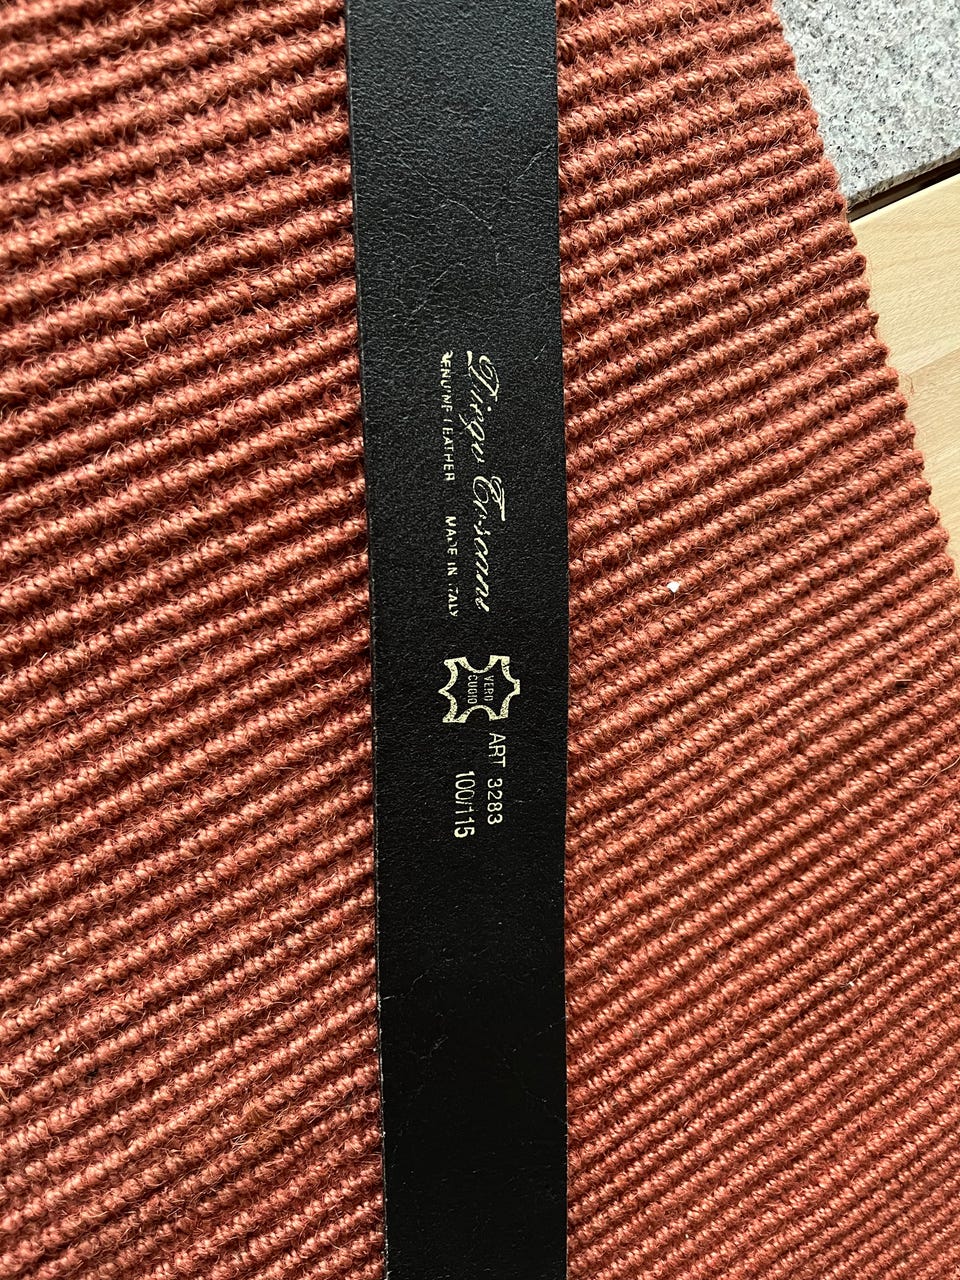 GENUINE LEATHER MADE IN ITALY
VERO
CUOIO
ART 3283
100/115